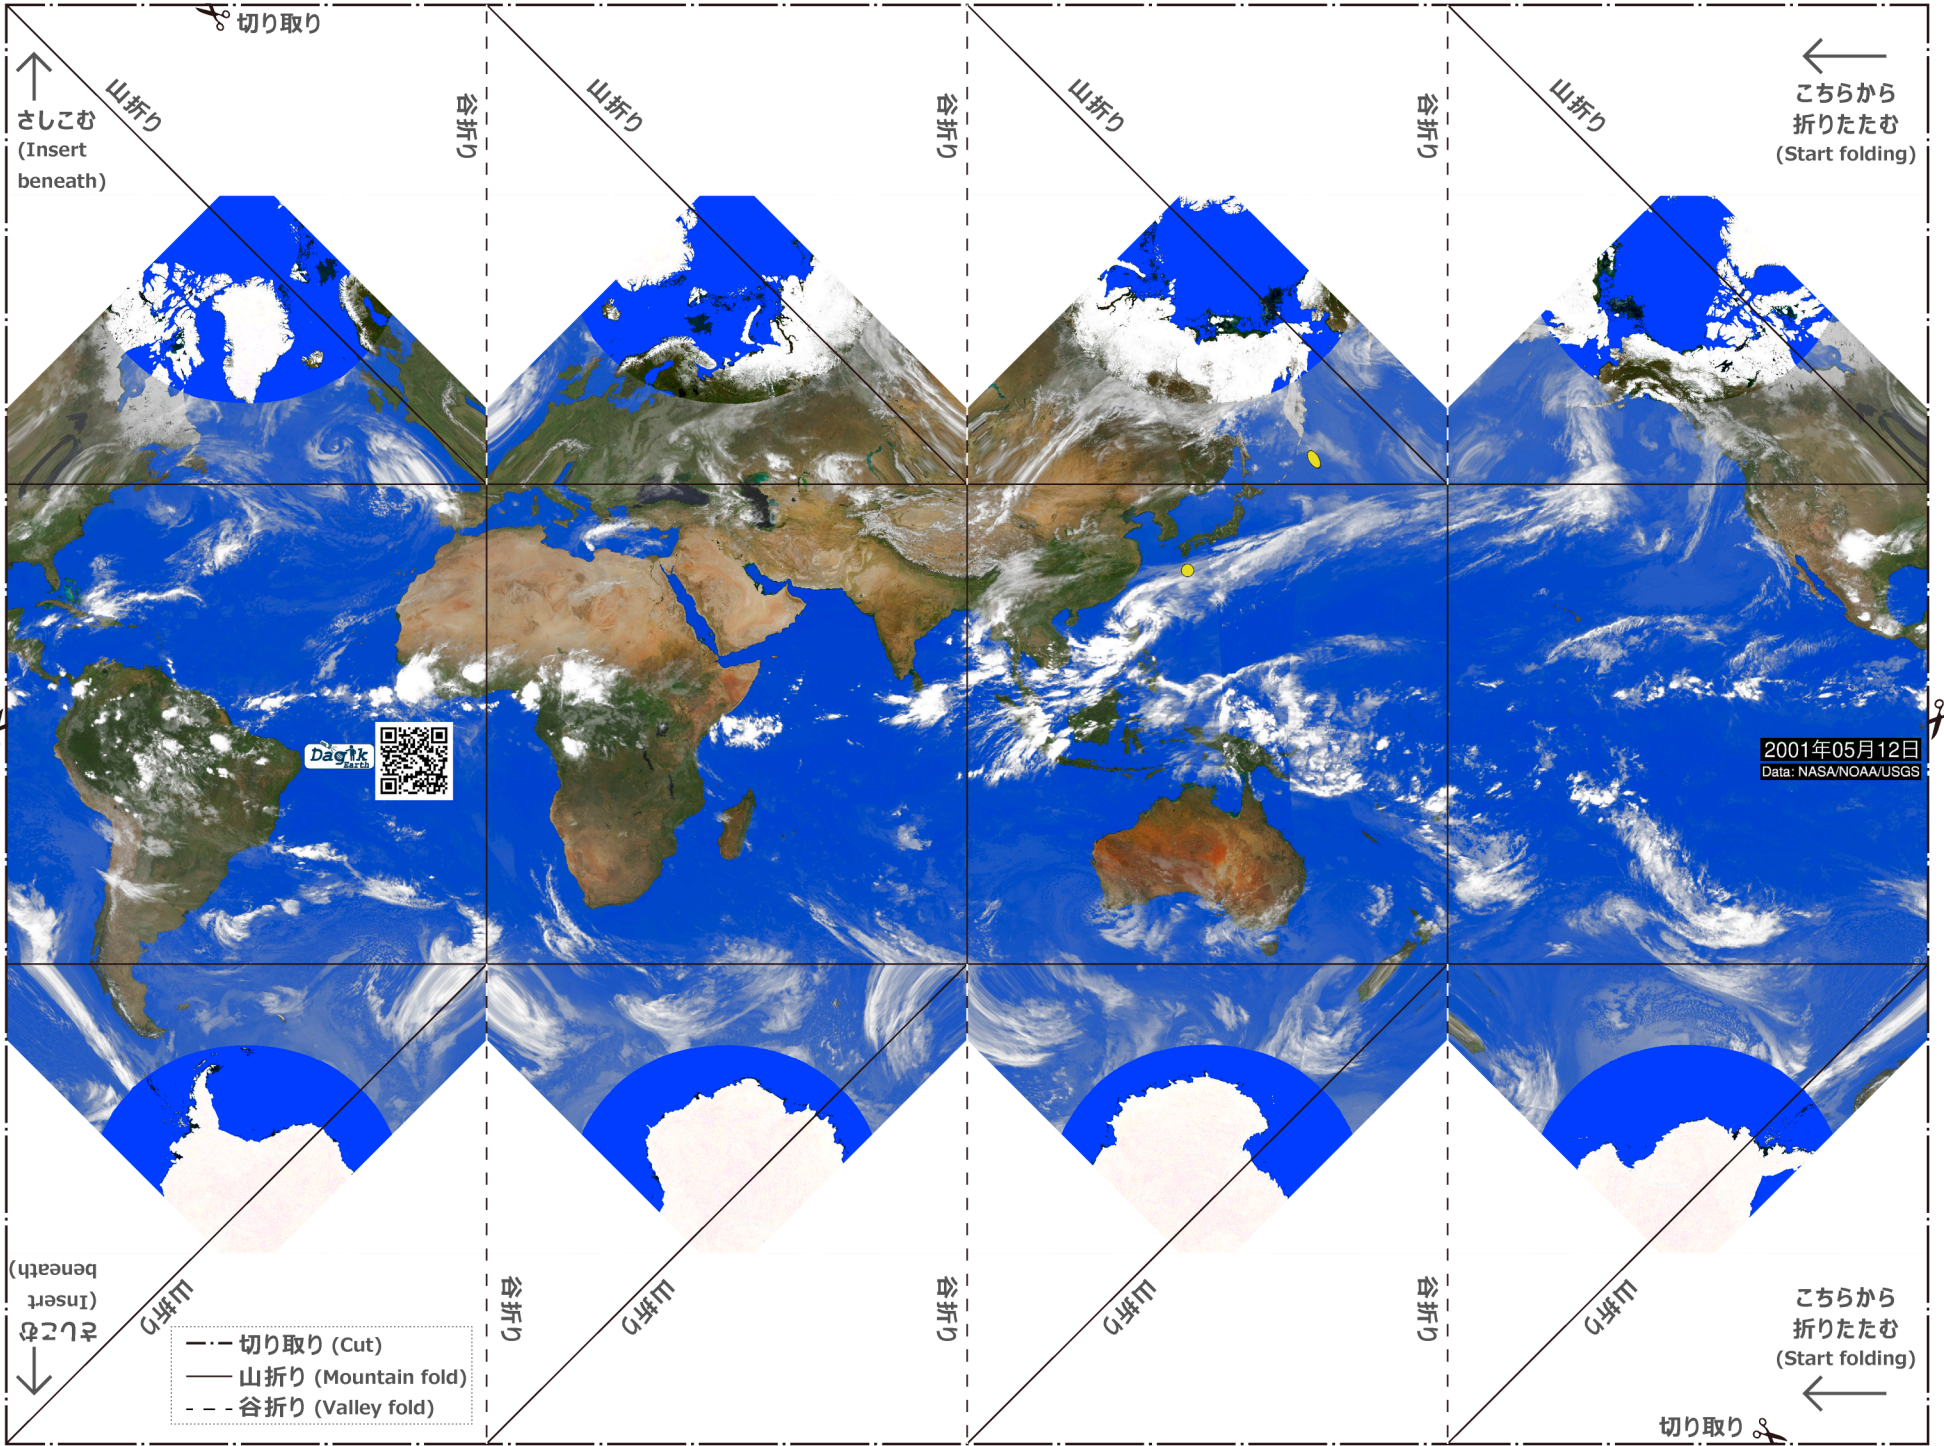 切り取り
さしこむ
(Insert
beneath)
山折り
谷折り
山折り
谷折り
山折り
谷折り
山折り
こちらから
折りたたむ
(Start folding)
Dagik
Earth
2001年05月12日
Data: NASA/NOAA/USGS
さしこむ
(Insert
beneath)
山折り
谷折り
山折り
谷折り
山折り
谷折り
山折り
こちらから
折りたたむ
(Start folding)
切り取り (Cut)
山折り (Mountain fold)
谷折り (Valley fold)
切り取り